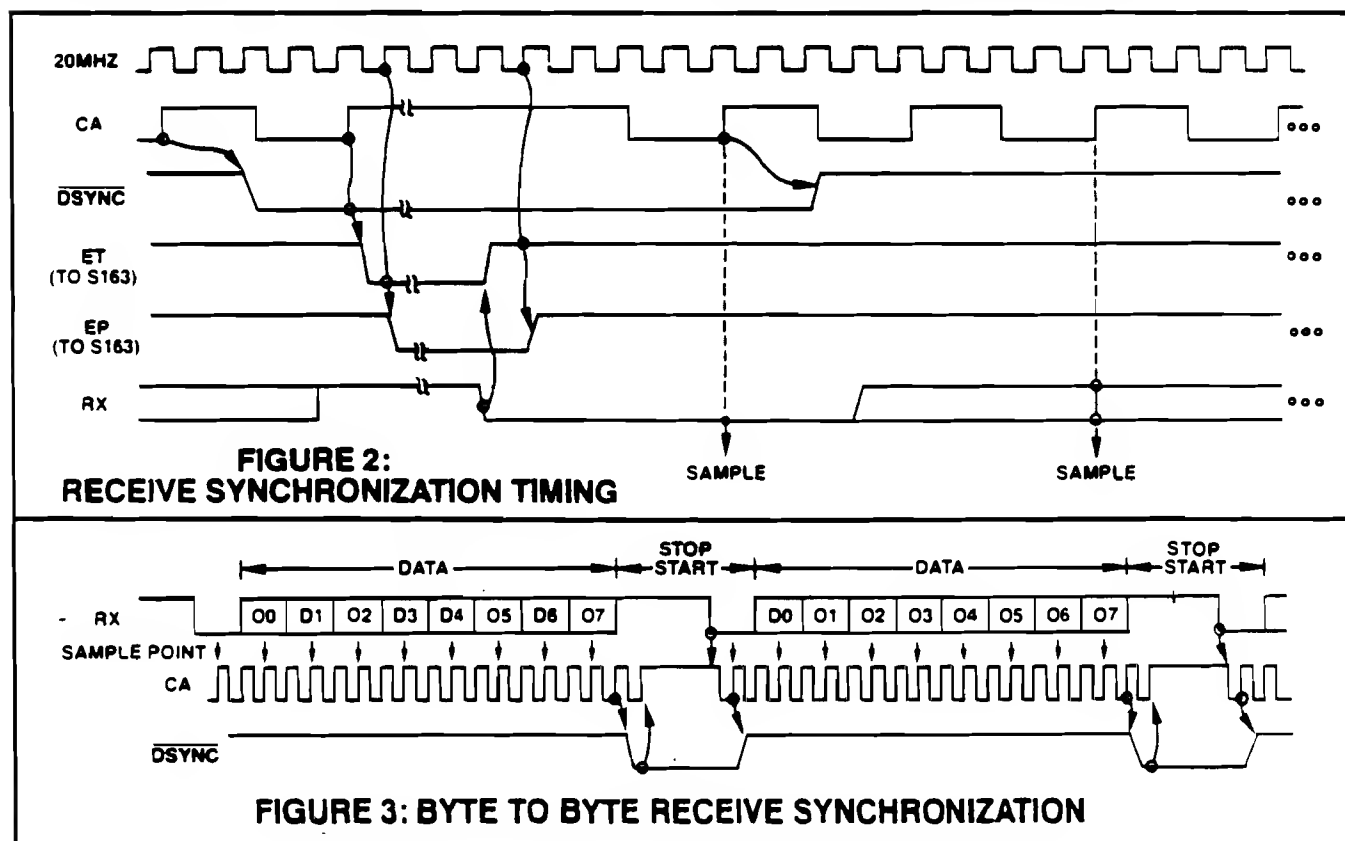 20MHZ
CA
DSYNC
ET
(TO S163)
EP
(TO S163)
RX
SAMPLE SAMPLE
FIGURE 2:
RECEIVE SYNCHRONIZATION TIMING
DATA STOP START DATA STOP START
RX O0 D1 O2 D3 D4 O5 D6 O7 D0 O1 O2 O3 O4 O5 O6 O7
SAMPLE POINT
CA
DSYNC
FIGURE 3: BYTE TO BYTE RECEIVE SYNCHRONIZATION